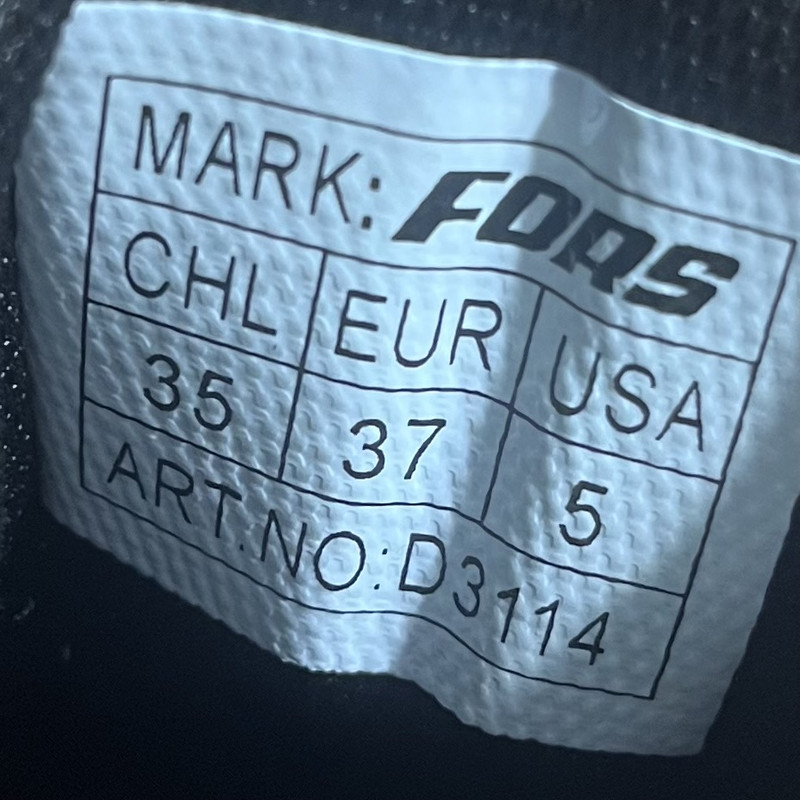 MARK: FORS
CHL EUR USA
35 37 5
ART.NO:D3114